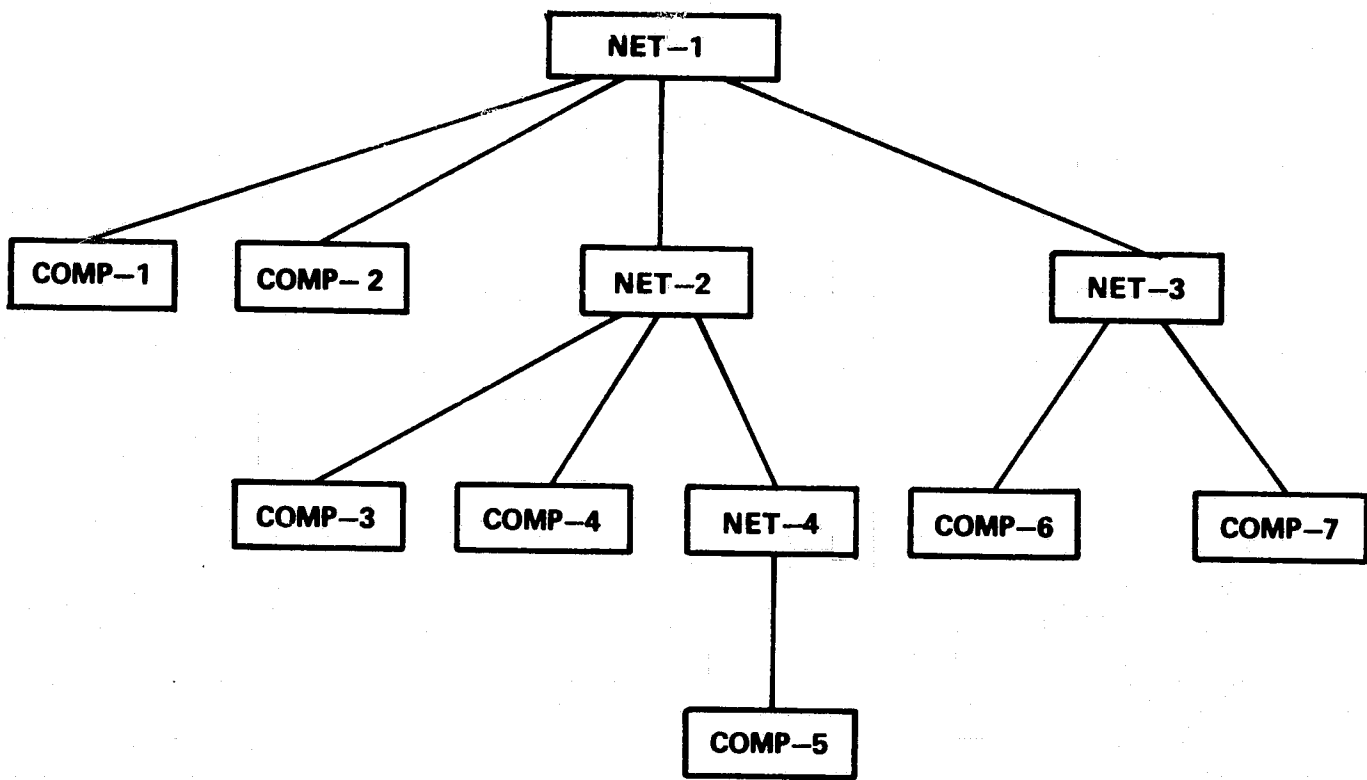 NET—1
COMP—1
COMP— 2
NET—2
NET—3
COMP—3
COMP—4
NET—4
COMP—6
COMP—7
COMP—5